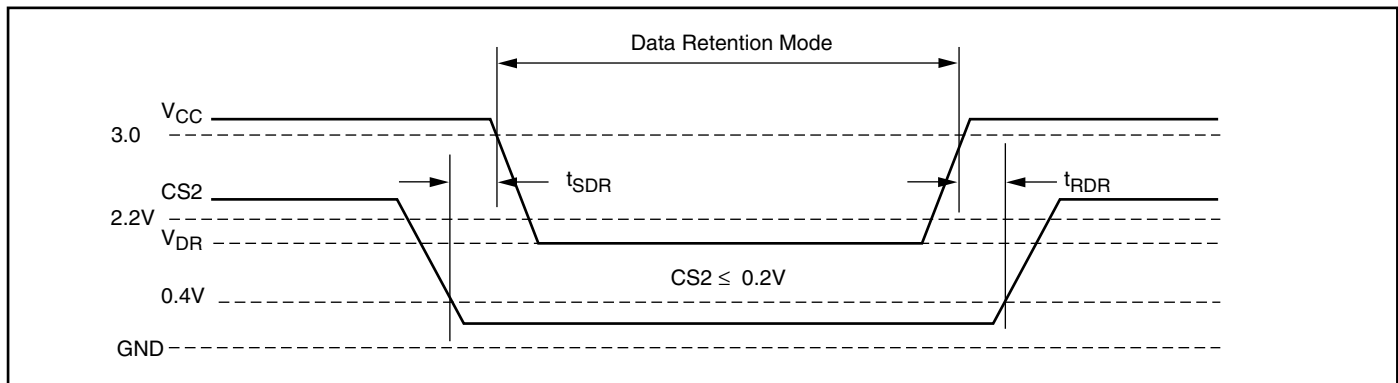 Data Retention Mode
VCC
3.0
tSDR
tRDR
CS2
2.2V
VDR
CS2 ≤ 0.2V
0.4V
GND